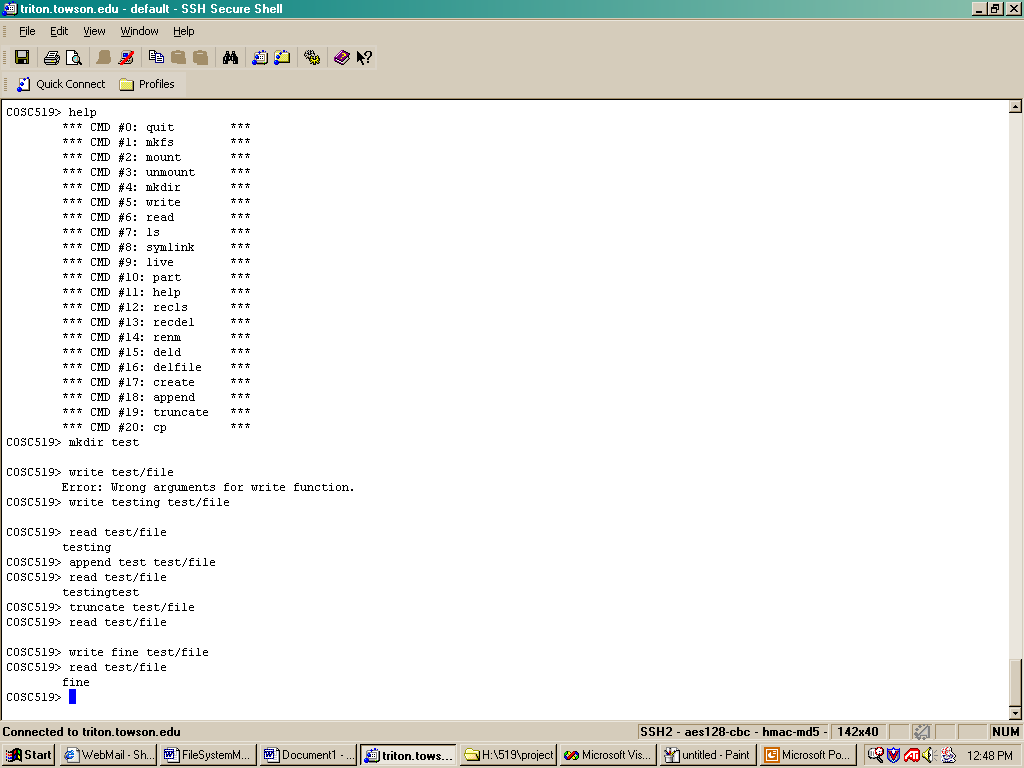 triton.towson.edu - default - SSH Secure Shell
File Edit View Window Help
Quick Connect Profiles
COSC519> help
*** CMD #0: quit ***
*** CMD #1: mkfs ***
*** CMD #2: mount ***
*** CMD #3: unmount ***
*** CMD #4: mkdir ***
*** CMD #5: write ***
*** CMD #6: read ***
*** CMD #7: ls ***
*** CMD #8: symlink ***
*** CMD #9: live ***
*** CMD #10: part ***
*** CMD #11: help ***
*** CMD #12: recls ***
*** CMD #13: recdel ***
*** CMD #14: renm ***
*** CMD #15: deld ***
*** CMD #16: delfile ***
*** CMD #17: create ***
*** CMD #18: append ***
*** CMD #19: truncate ***
*** CMD #20: cp ***
COSC519> mkdir test
COSC519> write test/file
Error: Wrong arguments for write function.
COSC519> write testing test/file
COSC519> read test/file
testing
COSC519> append test test/file
COSC519> read test/file
testingtest
COSC519> truncate test/file
COSC519> read test/file
COSC519> write fine test/file
COSC519> read test/file
fine
COSC519>
Connected to triton.towson.edu SSH2 - aes128-cbc - hmac-md5 - 142x40 NUM
Start WebMail - Sh... FileSystemM... Document1 - ... triton.tows... H:\519\project Microsoft Vis... untitled - Paint Microsoft Po... 12:48 PM